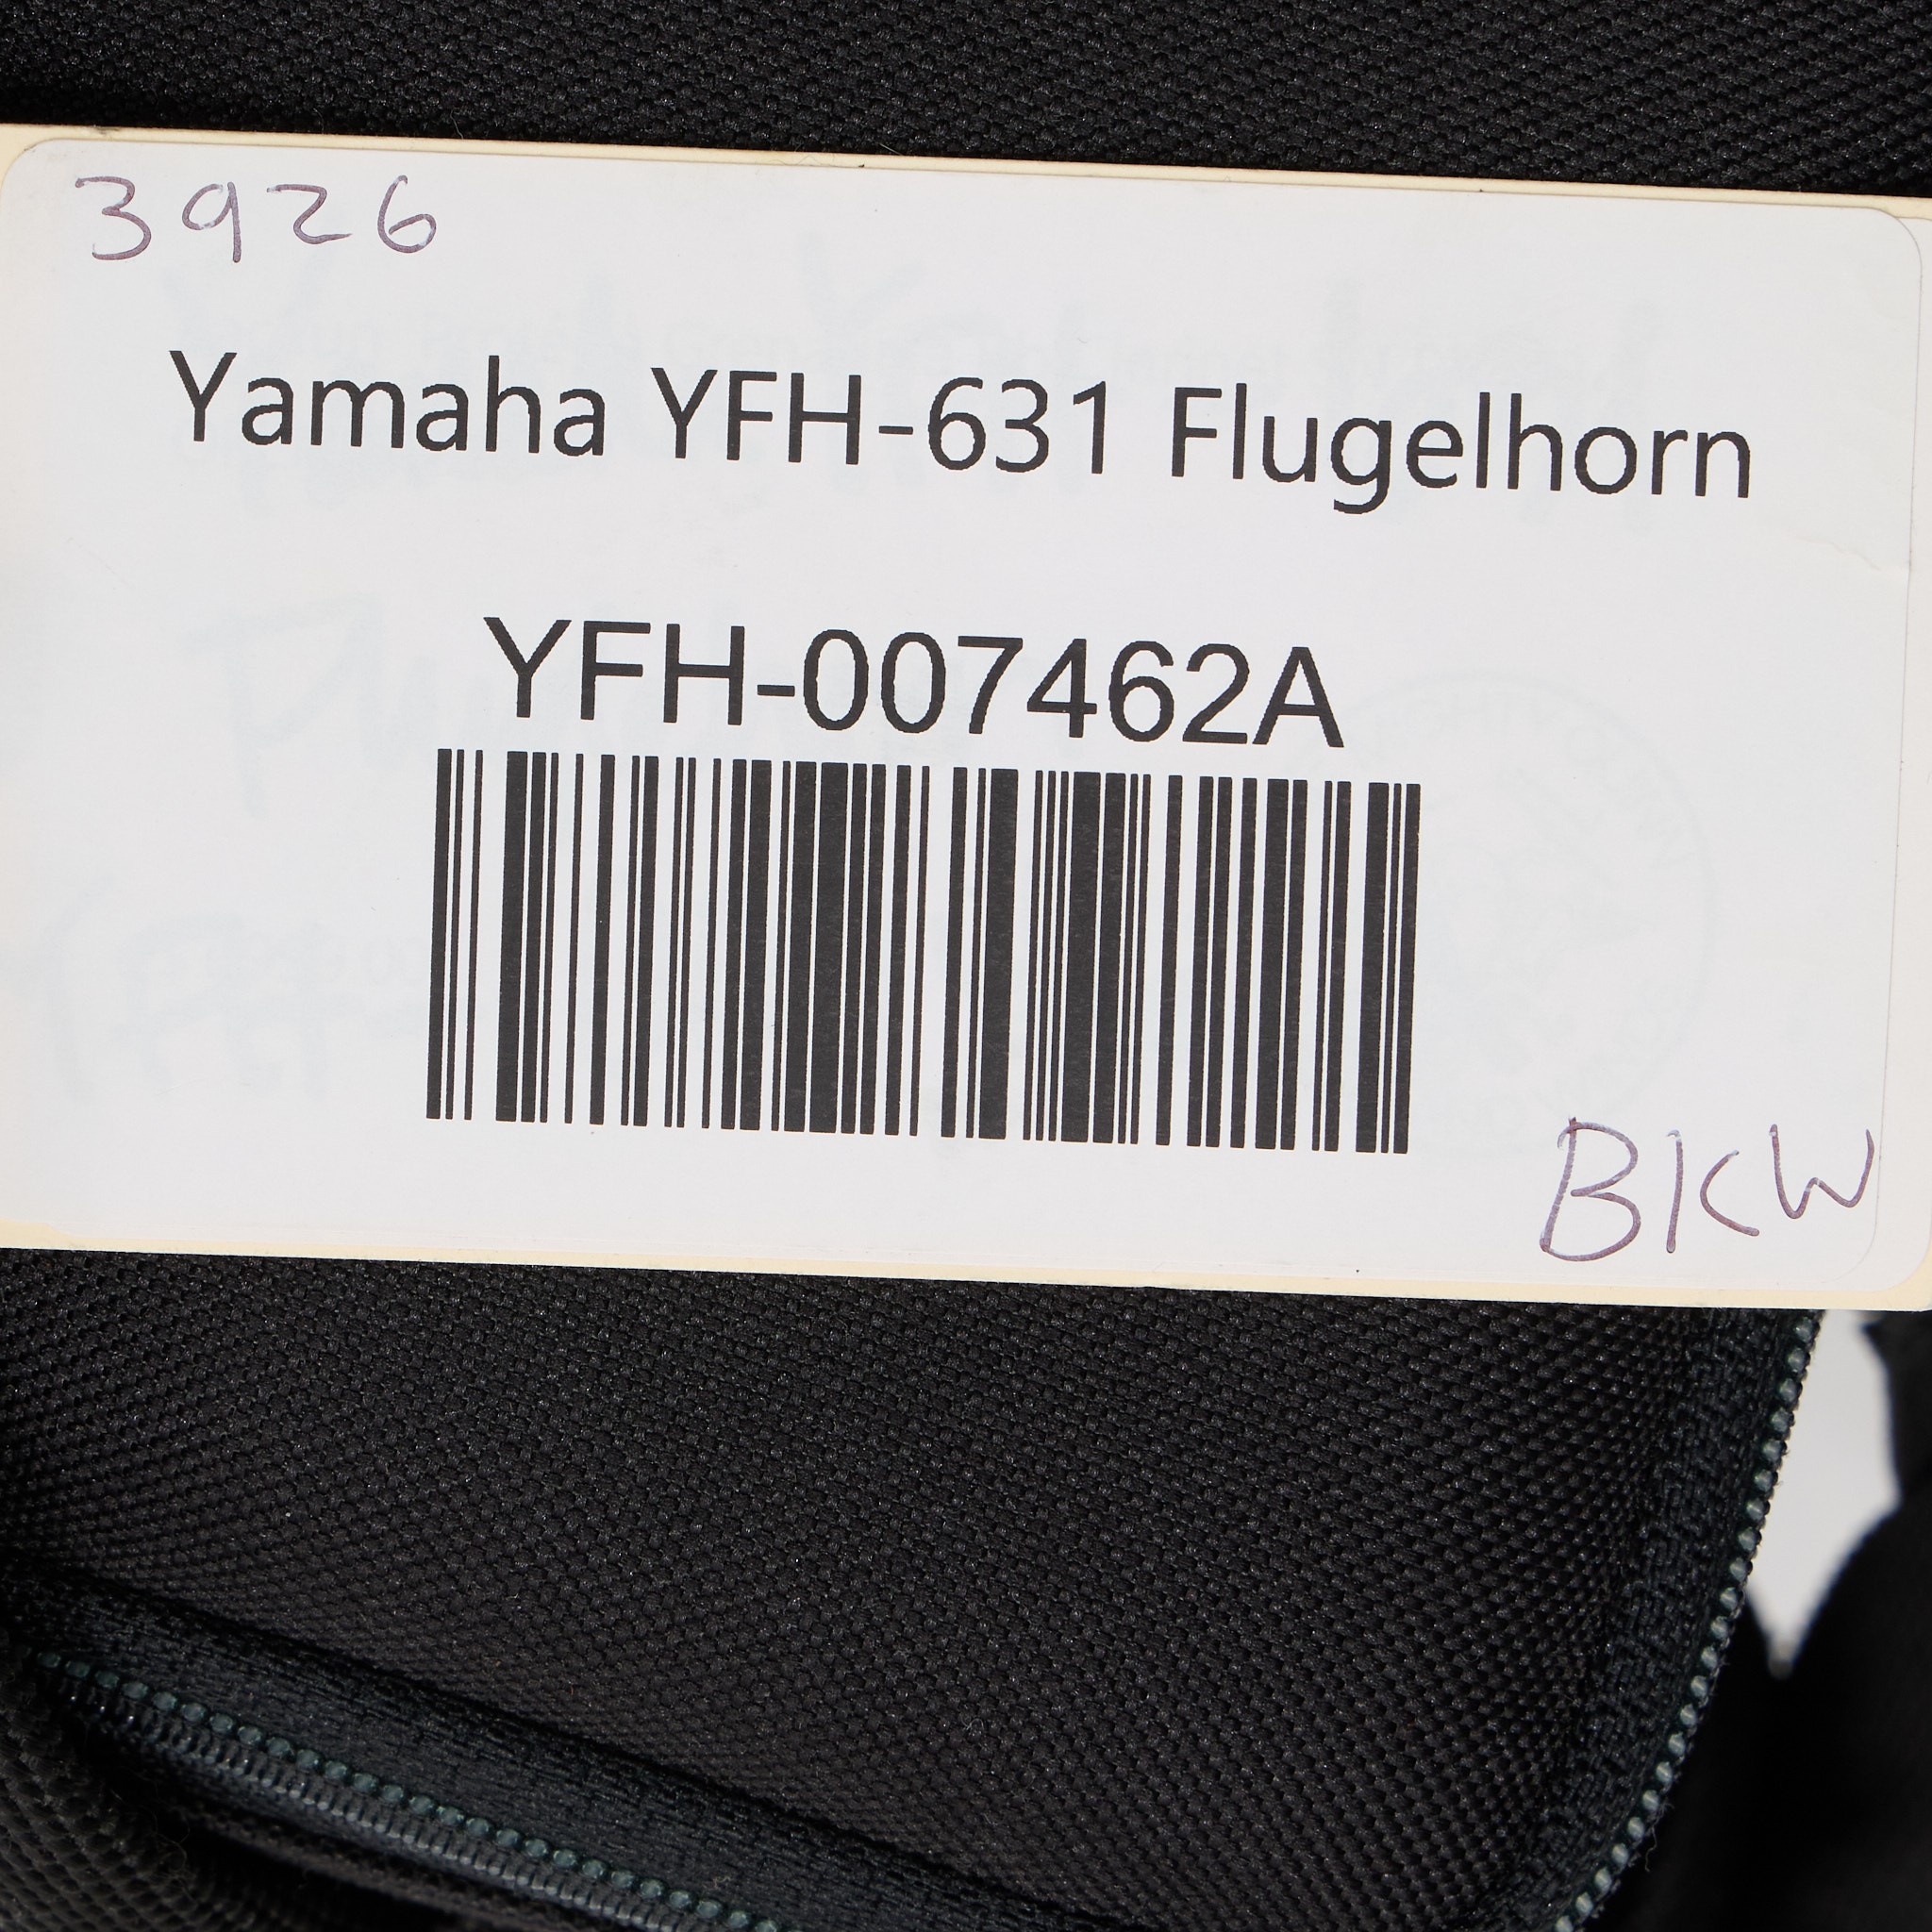 3926
Yamaha YFH-631 Flugelhorn
YFH-007462A
BKW